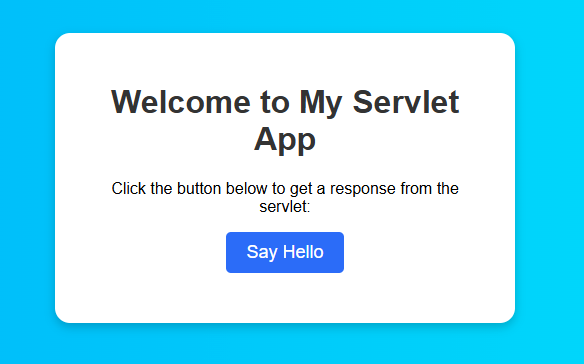 Welcome to My Servlet
App
Click the button below to get a response from the
servlet:
Say Hello